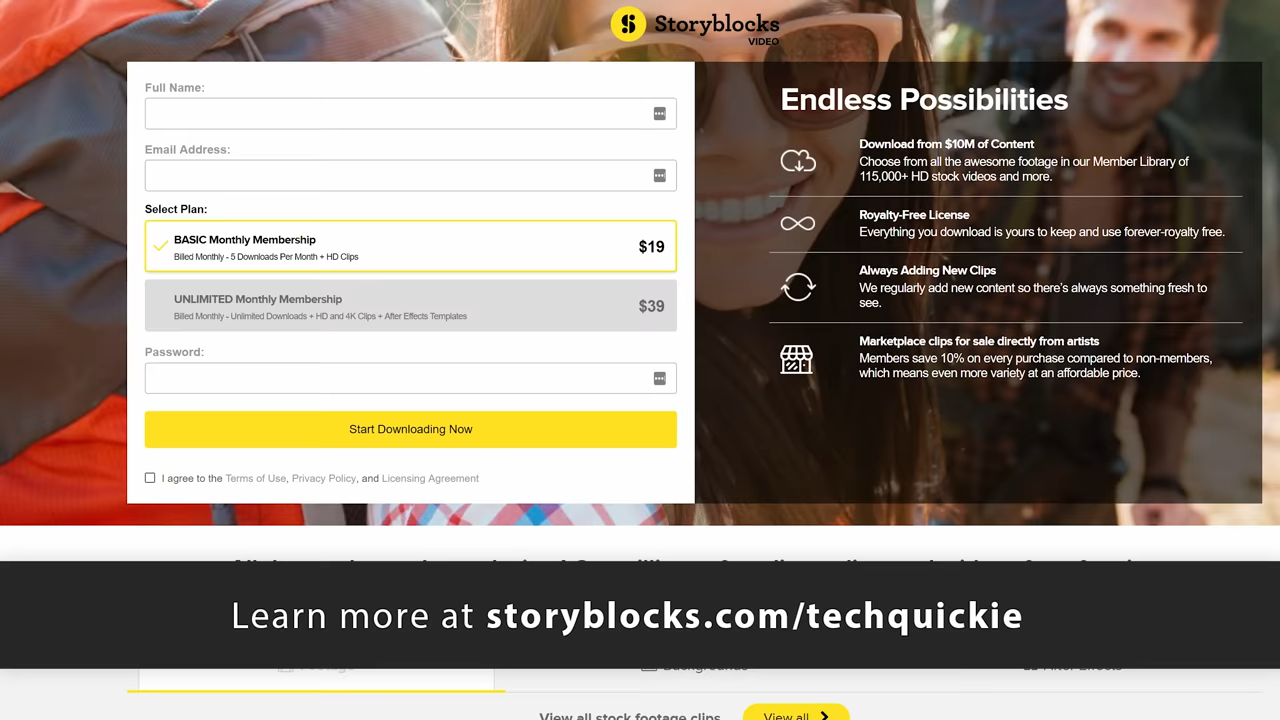 Storyblocks
VIDEO
Full Name:
Email Address:
Select Plan:
BASIC Monthly Membership
Billed Monthly - 5 Downloads Per Month + HD Clips
$19
UNLIMITED Monthly Membership
Billed Monthly - Unlimited Downloads + HD and 4K Clips + After Effects Templates
$39
Password:
Start Downloading Now
I agree to the Terms of Use, Privacy Policy, and Licensing Agreement
Endless Possibilities
Download from $10M of Content
Choose from all the awesome footage in our Member Library of
115,000+ HD stock videos and more.
Royalty-Free License
Everything you download is yours to keep and use forever-royalty free.
Always Adding New Clips
We regularly add new content so there's always something fresh to
see.
Marketplace clips for sale directly from artists
Members save 10% on every purchase compared to non-members,
which means even more variety at an affordable price.
Learn more at storyblocks.com/techquickie
View all stock footage clips
View all